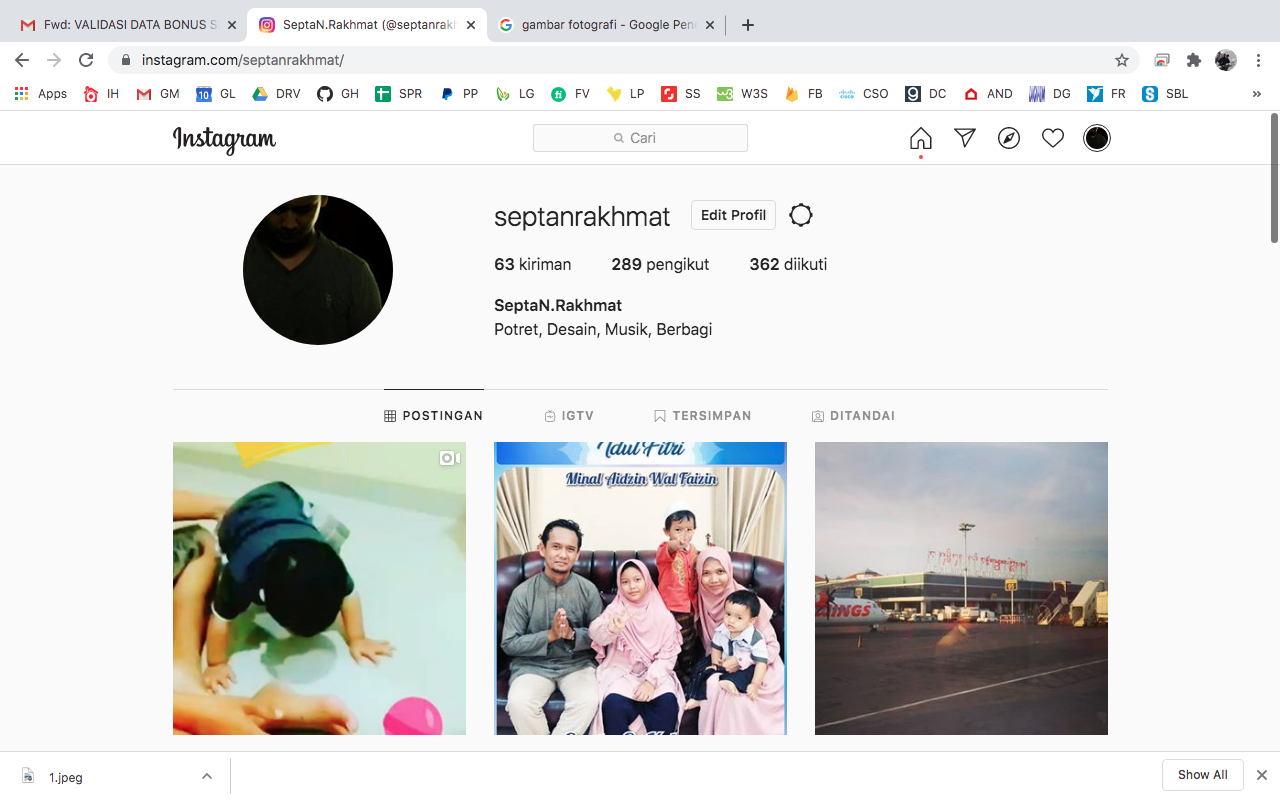 Fwd: VALIDASI DATA BONUS S
SeptaN.Rakhmat (@septanrakh
gambar fotografi - Google Pen
instagram.com/septanrakhmat/
Apps IH GM 10 GL DRV GH SPR PP LG FV LP SS W3S FB CSO DC AND DG FR SBL »
Instagram
Cari
septanrakhmat Edit Profil
63 kiriman 289 pengikut 362 diikuti
SeptaN.Rakhmat
Potret, Desain, Musik, Berbagi
POSTINGAN IGTV TERSIMPAN DITANDAI
Idul Fitri
Minal Aidzin Wal Faizin
INGS
1.jpeg
Show All